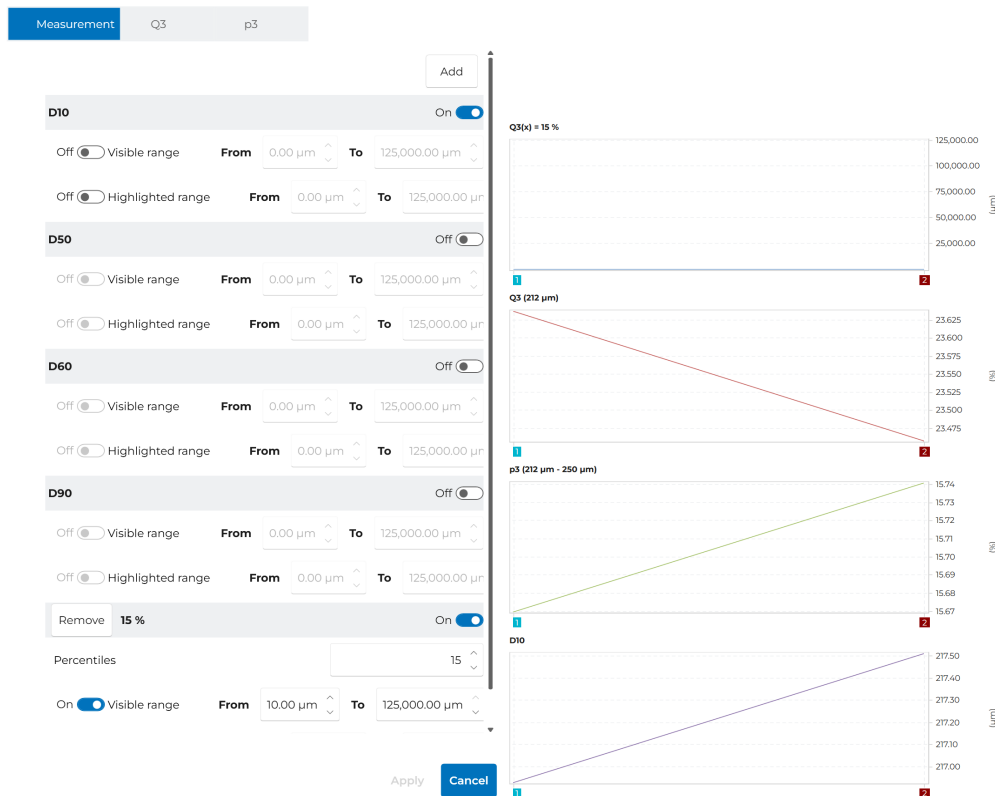 Measurement Q3 p3
Add
D10 On
Off Visible range From 0.00 µm To 125,000.00 µm
Off Highlighted range From 0.00 µm To 125,000.00 µm
D50 Off
Off Visible range From 0.00 µm To 125,000.00 µm
Off Highlighted range From 0.00 µm To 125,000.00 µm
D60 Off
Off Visible range From 0.00 µm To 125,000.00 µm
Off Highlighted range From 0.00 µm To 125,000.00 µm
D90 Off
Off Visible range From 0.00 µm To 125,000.00 µm
Off Highlighted range From 0.00 µm To 125,000.00 µm
Remove 15 % On
Percentiles 15
On Visible range From 10.00 µm To 125,000.00 µm
Apply Cancel
Q3(x) = 15 %
125,000.00
100,000.00
75,000.00
50,000.00
25,000.00
(µm)
1 2
Q3 (212 µm)
23.625
23.600
23.575
23.550
23.525
23.500
23.475
(%)
1 2
p3 (212 µm - 250 µm)
15.74
15.73
15.72
15.71
15.70
15.69
15.68
15.67
(%)
1 2
D10
217.50
217.40
217.30
217.20
217.10
217.00
(µm)
1 2